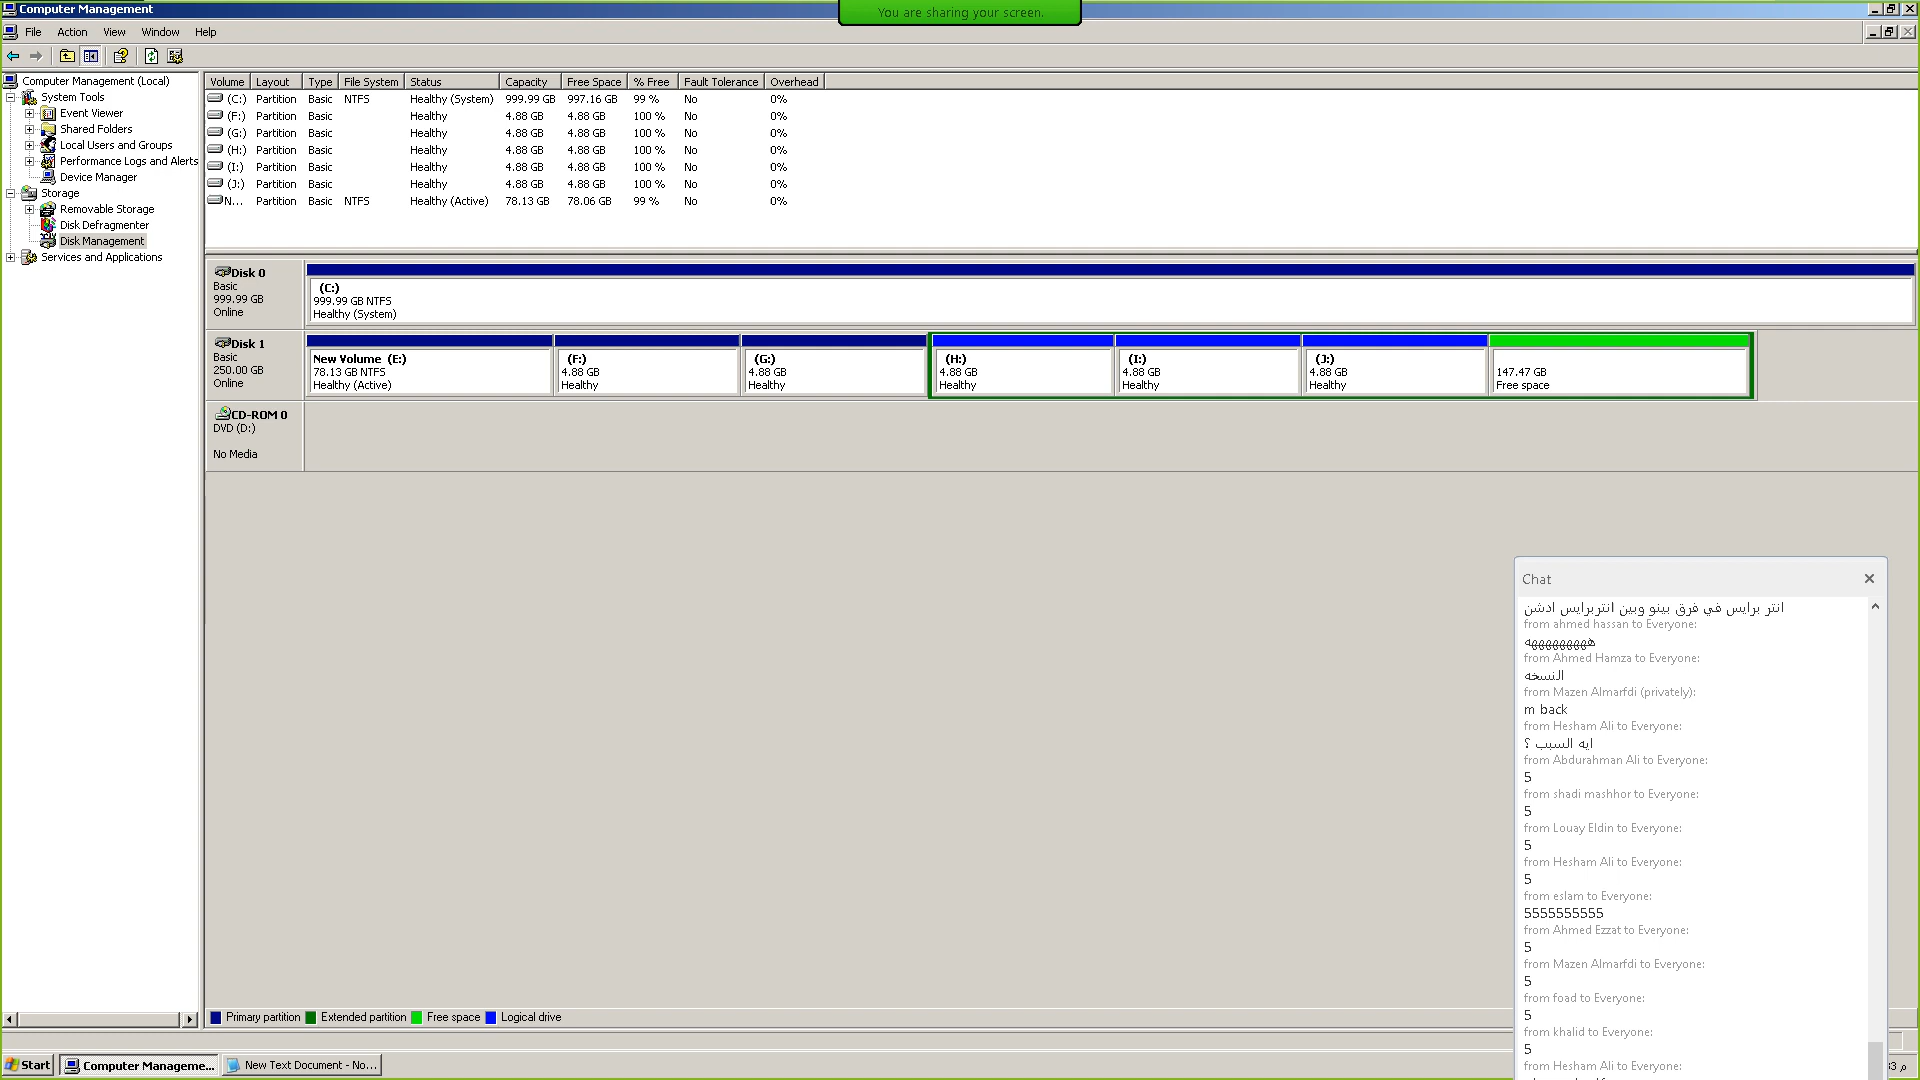 Computer Management
You are sharing your screen.
File Action View Window Help
Computer Management (Local)
System Tools
Event Viewer
Shared Folders
Local Users and Groups
Performance Logs and Alerts
Device Manager
Storage
Removable Storage
Disk Defragmenter
Disk Management
Services and Applications
Volume Layout Type File System Status Capacity Free Space % Free Fault Tolerance Overhead
(C:) Partition Basic NTFS Healthy (System) 999.99 GB 997.16 GB 99 % No 0%
(F:) Partition Basic Healthy 4.88 GB 4.88 GB 100 % No 0%
(G:) Partition Basic Healthy 4.88 GB 4.88 GB 100 % No 0%
(H:) Partition Basic Healthy 4.88 GB 4.88 GB 100 % No 0%
(I:) Partition Basic Healthy 4.88 GB 4.88 GB 100 % No 0%
(J:) Partition Basic Healthy 4.88 GB 4.88 GB 100 % No 0%
N... Partition Basic NTFS Healthy (Active) 78.13 GB 78.06 GB 99 % No 0%
Disk 0
Basic
999.99 GB
Online
(C:)
999.99 GB NTFS
Healthy (System)
Disk 1
Basic
250.00 GB
Online
New Volume (E:)
78.13 GB NTFS
Healthy (Active)
(F:)
4.88 GB
Healthy
(G:)
4.88 GB
Healthy
(H:)
4.88 GB
Healthy
(I:)
4.88 GB
Healthy
(J:)
4.88 GB
Healthy
147.47 GB
Free space
CD-ROM 0
DVD (D:)
No Media
Chat
انتر برايس في فرق بينو وبين انتربرايس ادشن
from ahmed hassan to Everyone:
هههههههههه
from Ahmed Hamza to Everyone:
النسخه
from Mazen Almarfdi (privately):
m back
from Hesham Ali to Everyone:
ايه السبب ؟
from Abdurahman Ali to Everyone:
5
from shadi mashhor to Everyone:
5
from Louay Eldin to Everyone:
5
from Hesham Ali to Everyone:
5
from eslam to Everyone:
5555555555
from Ahmed Ezzat to Everyone:
5
from Mazen Almarfdi to Everyone:
5
from foad to Everyone:
5
from khalid to Everyone:
5
from Hesham Ali to Everyone:
Primary partition Extended partition Free space Logical drive
Start Computer Manageme... New Text Document - No...